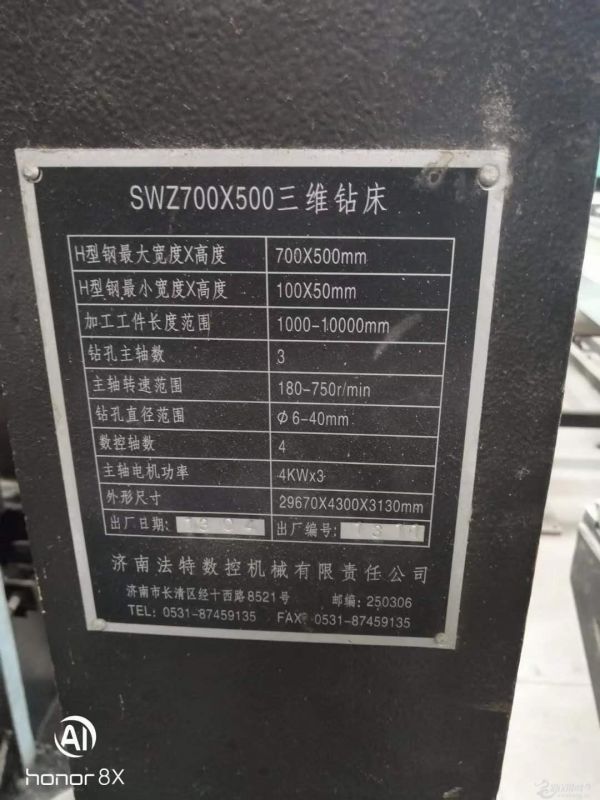 SWZ700X500三维钻床
H型钢最大宽度X高度 700X500mm
H型钢最小宽度X高度 100X50mm
加工工件长度范围 1000-10000mm
钻孔主轴数 3
主轴转速范围 180-750r/min
钻孔直径范围 φ6-40mm
数控轴数 4
主轴电机功率 4KWx3
外形尺寸 29670X4300X3130mm
出厂日期: 1304 出厂编号: 1311
济南法特数控机械有限责任公司
济南市长清区经十西路8521号 邮编: 250306
TEL: 0531-87459135 FAX: 0531-87459135
AI
honor 8X